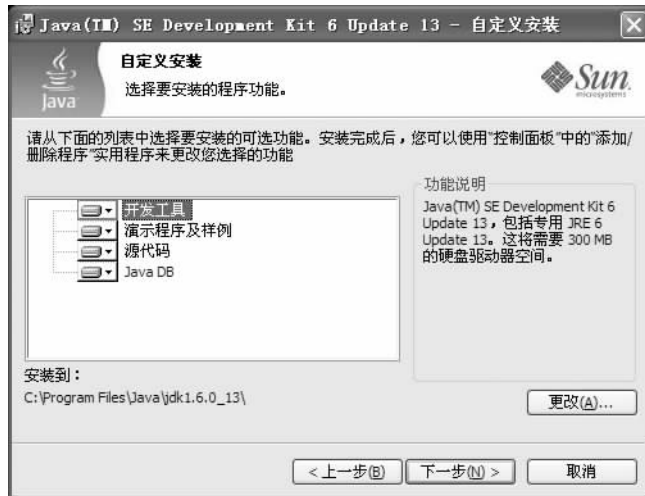 Java(TM) SE Development Kit 6 Update 13 - 自定义安装
Java
自定义安装
选择要安装的程序功能。
Sun
microsystems
请从下面的列表中选择要安装的可选功能。安装完成后，您可以使用"控制面板"中的"添加/
删除程序"实用程序来更改您选择的功能
开发工具
演示程序及样例
源代码
Java DB
功能说明
Java(TM) SE Development Kit 6
Update 13，包括专用 JRE 6
Update 13。这将需要 300 MB
的硬盘驱动器空间。
安装到：
C:\Program Files\Java\jdk1.6.0_13\
更改(A)...
<上一步(B)
下一步(N) >
取消